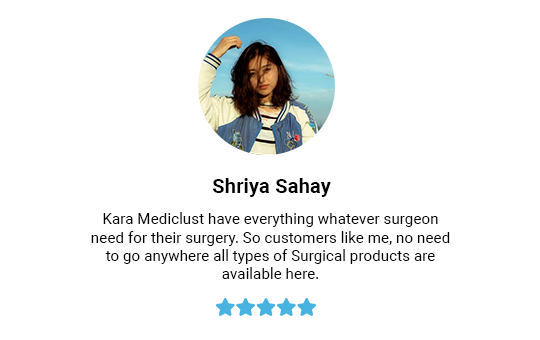 Shriya Sahay
Kara Mediclust have everything whatever surgeon
need for their surgery. So customers like me, no need
to go anywhere all types of Surgical products are
available here.